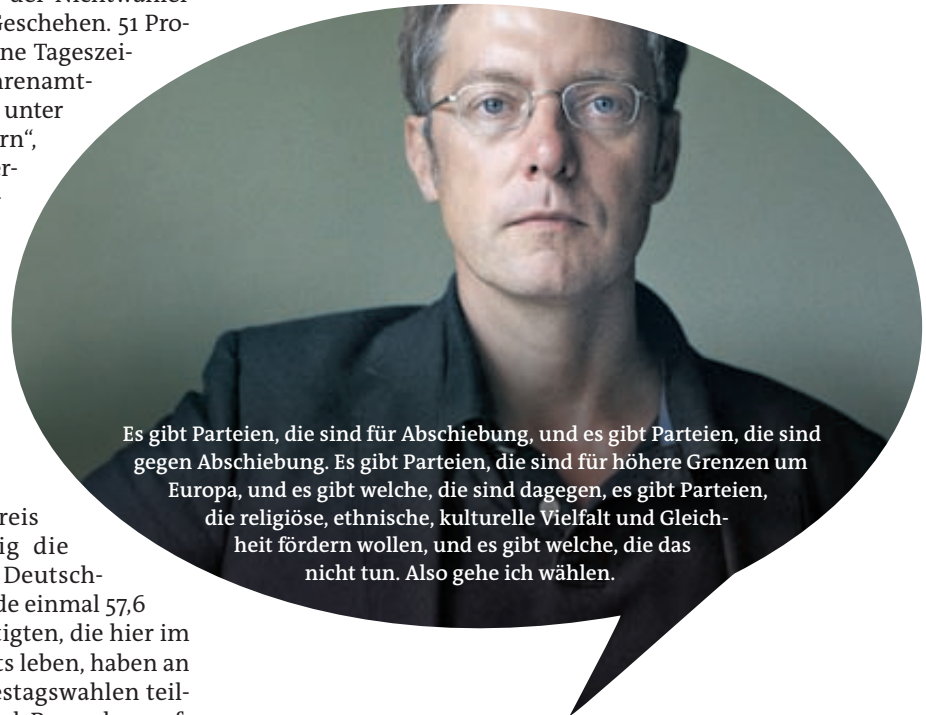 der Nichtwähler
Geschehen. 51 Pro-
ne Tageszei-
hrenamt-
unter
rn“,
er-
reis
ig die
Deutsch-
de einmal 57,6
tigten, die hier im
ts leben, haben an
estagswahlen teil-
Es gibt Parteien, die sind für Abschiebung, und es gibt Parteien, die sind
gegen Abschiebung. Es gibt Parteien, die sind für höhere Grenzen um
Europa, und es gibt welche, die sind dagegen, es gibt Parteien,
die religiöse, ethnische, kulturelle Vielfalt und Gleich-
heit fördern wollen, und es gibt welche, die das
nicht tun. Also gehe ich wählen.